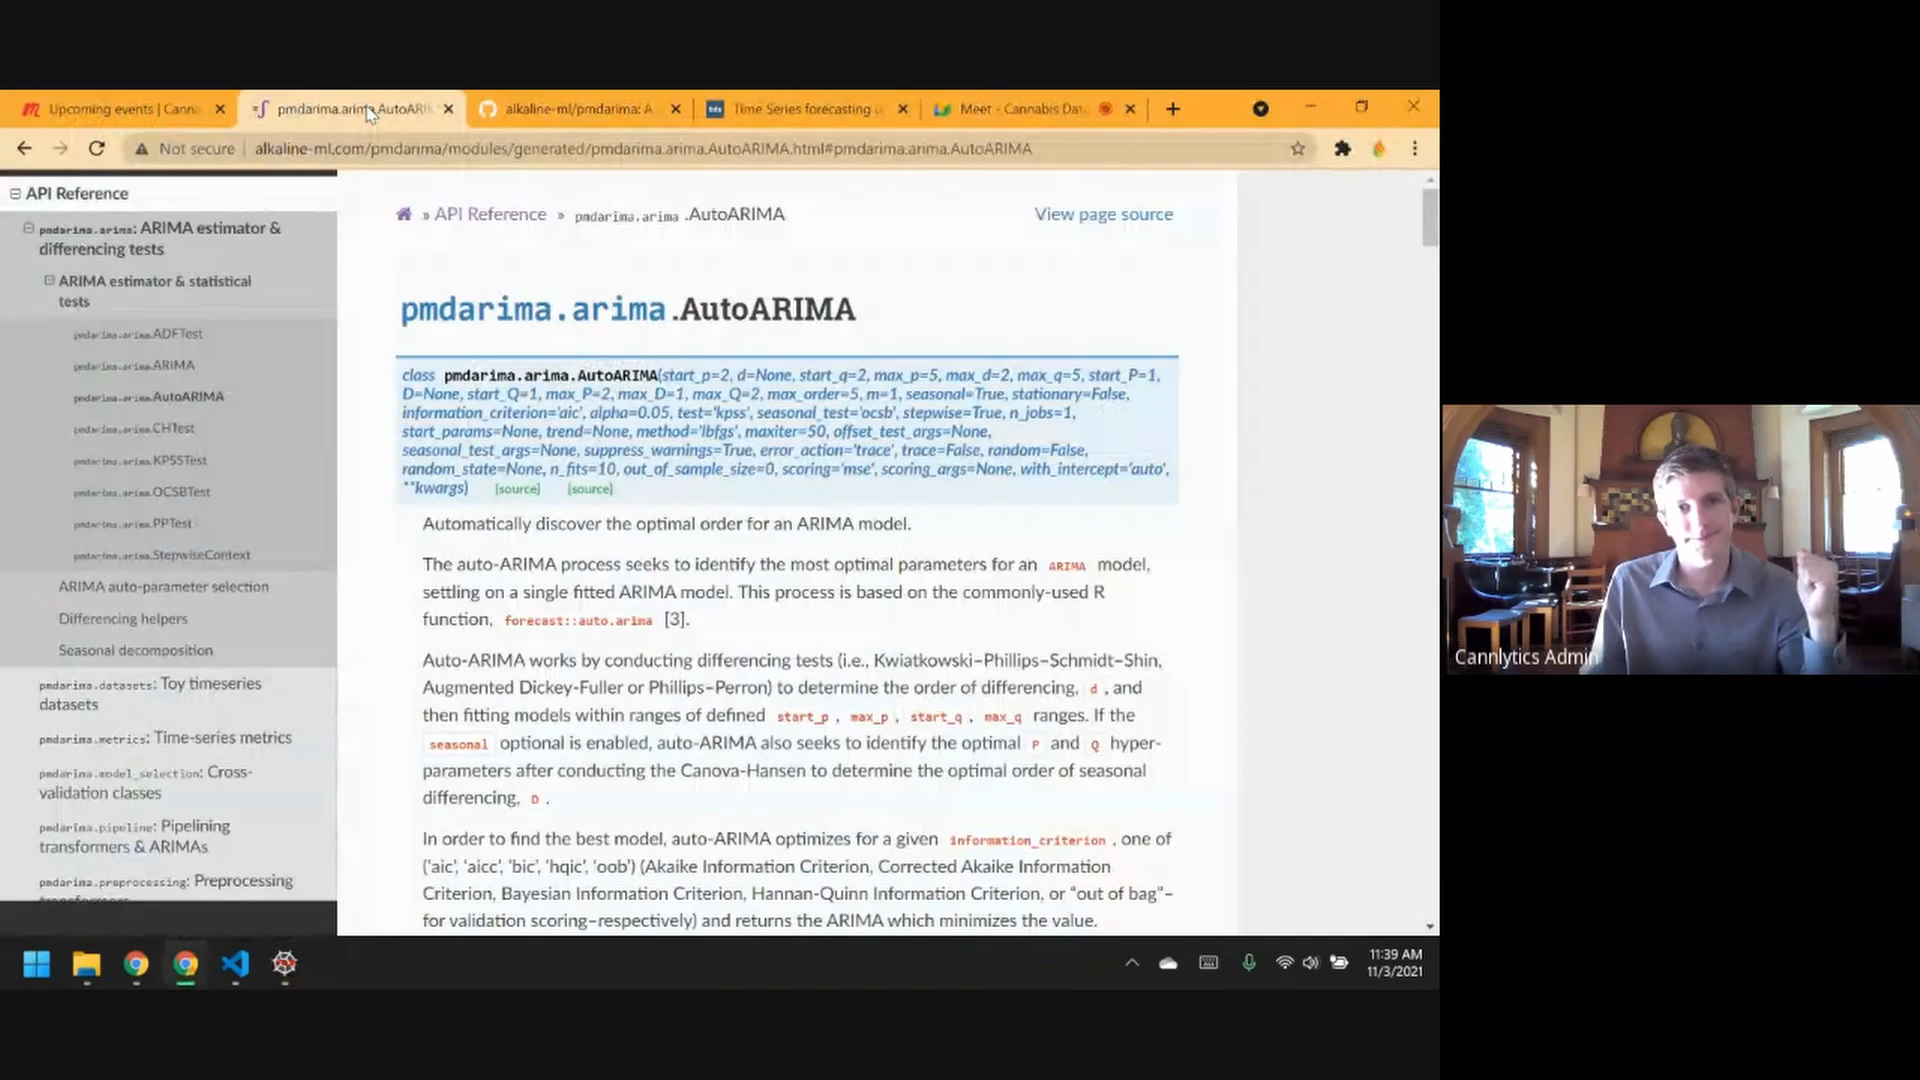 Upcoming events | Canna
pmdarima.arima.AutoARIM
alkaline-ml/pmdarima: A
Time Series forecasting u
Meet - Cannabis Dat
Not secure
alkaline-ml.com/pmdarima/modules/generated/pmdarima.arima.AutoARIMA.html#pmdarima.arima.AutoARIMA
API Reference
pmdarima.arima: ARIMA estimator &
differencing tests
ARIMA estimator & statistical
tests
pmdarima.arima.ADFTest
pmdarima.arima.ARIMA
pmdarima.arima.AutoARIMA
pmdarima.arima.CHTest
pmdarima.arima.KPSSTest
pmdarima.arima.OCSBTest
pmdarima.arima.PPTest
pmdarima.arima.StepwiseContext
ARIMA auto-parameter selection
Differencing helpers
Seasonal decomposition
pmdarima.datasets: Toy timeseries
datasets
pmdarima.metrics: Time-series metrics
pmdarima.model_selection: Cross-
validation classes
pmdarima.pipeline: Pipelining
transformers & ARIMAs
pmdarima.preprocessing: Preprocessing
» API Reference » pmdarima.arima .AutoARIMA
View page source
pmdarima.arima .AutoARIMA
class pmdarima.arima.AutoARIMA(start_p=2, d=None, start_q=2, max_p=5, max_d=2, max_q=5, start_P=1,
D=None, start_Q=1, max_P=2, max_D=1, max_Q=2, max_order=5, m=1, seasonal=True, stationary=False,
information_criterion='aic', alpha=0.05, test='kpss', seasonal_test='ocsb', stepwise=True, n_jobs=1,
start_params=None, trend=None, method='lbfgs', maxiter=50, offset_test_args=None,
seasonal_test_args=None, suppress_warnings=True, error_action='trace', trace=False, random=False,
random_state=None, n_fits=10, out_of_sample_size=0, scoring='mse', scoring_args=None, with_intercept='auto',
**kwargs) [source] [source]
Automatically discover the optimal order for an ARIMA model.
The auto-ARIMA process seeks to identify the most optimal parameters for an ARIMA model,
settling on a single fitted ARIMA model. This process is based on the commonly-used R
function, forecast::auto.arima [3].
Auto-ARIMA works by conducting differencing tests (i.e., Kwiatkowski–Phillips–Schmidt–Shin,
Augmented Dickey-Fuller or Phillips–Perron) to determine the order of differencing, d , and
then fitting models within ranges of defined start_p , max_p , start_q , max_q ranges. If the
seasonal optional is enabled, auto-ARIMA also seeks to identify the optimal P and Q hyper-
parameters after conducting the Canova-Hansen to determine the optimal order of seasonal
differencing, D .
In order to find the best model, auto-ARIMA optimizes for a given information_criterion , one of
('aic', 'aicc', 'bic', 'hqic', 'oob') (Akaike Information Criterion, Corrected Akaike Information
Criterion, Bayesian Information Criterion, Hannan-Quinn Information Criterion, or “out of bag”–
for validation scoring–respectively) and returns the ARIMA which minimizes the value.
Cannlytics Admin
11:39 AM
11/3/2021